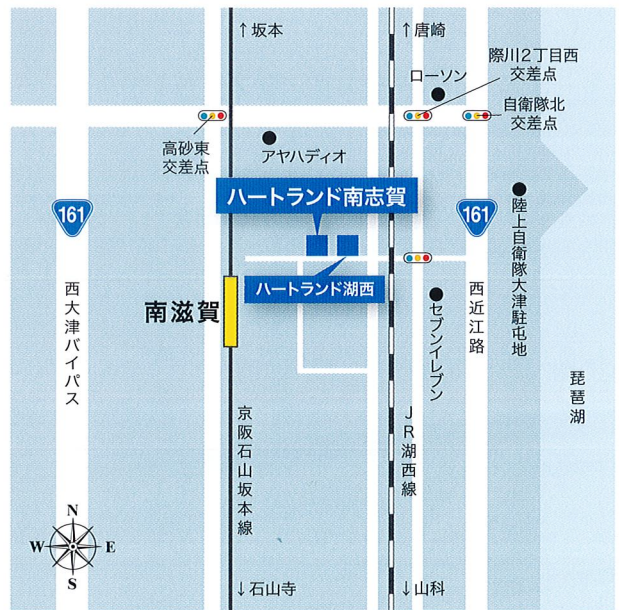 ↑坂本
↑唐崎
際川2丁目西
交差点
ローソン
自衛隊北
交差点
高砂東
交差点
アヤハディオ
ハートランド南志賀
161
161
陸上自衛隊大津駐屯地
ハートランド湖西
南滋賀
西大津バイパス
セブンイレブン
西近江路
琵琶湖
京阪石山坂本線
JR湖西線
N
W
E
S
↓石山寺
↓山科